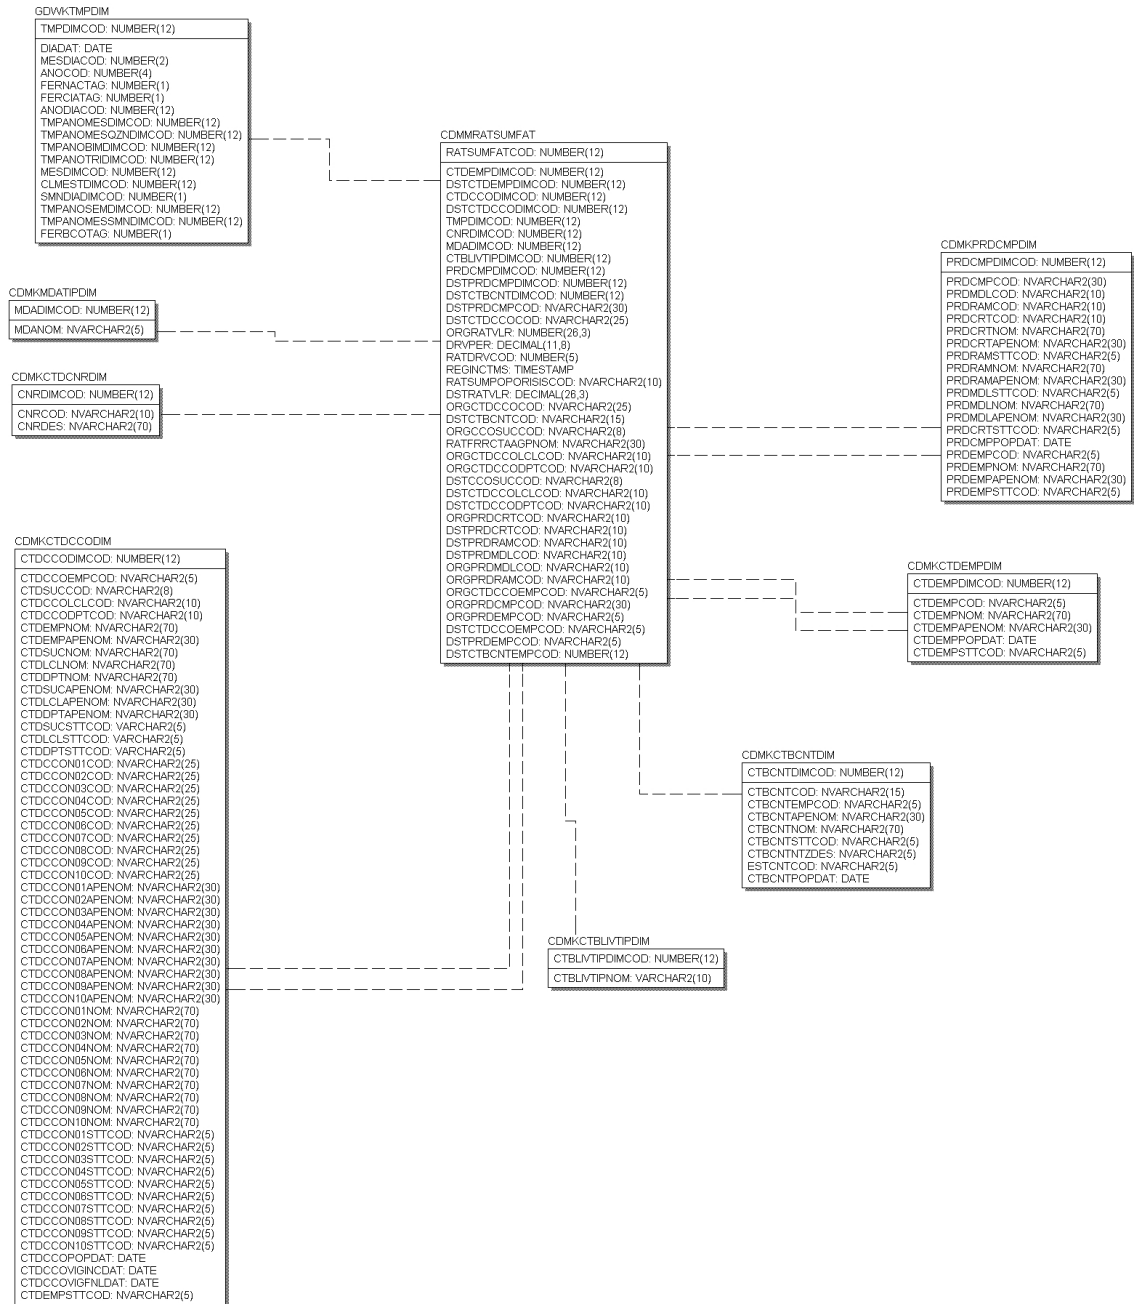 GDWKTMPDIM
TMPDIMCOD: NUMBER(12)
DIADAT: DATE
MESDIACOD: NUMBER(2)
ANOCOD: NUMBER(4)
FERNACTAG: NUMBER(1)
FERCIATAG: NUMBER(1)
ANODIACOD: NUMBER(12)
TMPANOMESDIMCOD: NUMBER(12)
TMPANOMESQZNDIMCOD: NUMBER(12)
TMPANOBIMDIMCOD: NUMBER(12)
TMPANOTRIDIMCOD: NUMBER(12)
MESDIMCOD: NUMBER(12)
CLMESTDIMCOD: NUMBER(12)
SMNDIADIMCOD: NUMBER(1)
TMPANOSEMDIMCOD: NUMBER(12)
TMPANOMESSMNDIMCOD: NUMBER(12)
FERBCOTAG: NUMBER(1)
CDMKMDATIPDIM
MDADIMCOD: NUMBER(12)
MDANOM: NVARCHAR2(5)
CDMKCTDCNRDIM
CNRDIMCOD: NUMBER(12)
CNRCOD: NVARCHAR2(10)
CNRDES: NVARCHAR2(70)
CDMKCTDCCODIM
CTDCCODIMCOD: NUMBER(12)
CTDCCOEMPCOD: NVARCHAR2(5)
CTDSUCCOD: NVARCHAR2(8)
CTDCCOLCLCOD: NVARCHAR2(10)
CTDCCODPTCOD: NVARCHAR2(10)
CTDEMPNOM: NVARCHAR2(70)
CTDEMPAPENOM: NVARCHAR2(30)
CTDSUCNOM: NVARCHAR2(70)
CTDLCLNOM: NVARCHAR2(70)
CTDDPTNOM: NVARCHAR2(70)
CTDSUCAPENOM: NVARCHAR2(30)
CTDLCLAPENOM: NVARCHAR2(30)
CTDDPTAPENOM: NVARCHAR2(30)
CTDSUCSTTCOD: VARCHAR2(5)
CTDLCLSTTCOD: VARCHAR2(5)
CTDDPTSTTCOD: VARCHAR2(5)
CTDCCON01COD: NVARCHAR2(25)
CTDCCON02COD: NVARCHAR2(25)
CTDCCON03COD: NVARCHAR2(25)
CTDCCON04COD: NVARCHAR2(25)
CTDCCON05COD: NVARCHAR2(25)
CTDCCON06COD: NVARCHAR2(25)
CTDCCON07COD: NVARCHAR2(25)
CTDCCON08COD: NVARCHAR2(25)
CTDCCON09COD: NVARCHAR2(25)
CTDCCON10COD: NVARCHAR2(25)
CTDCCON01APENOM: NVARCHAR2(30)
CTDCCON02APENOM: NVARCHAR2(30)
CTDCCON03APENOM: NVARCHAR2(30)
CTDCCON04APENOM: NVARCHAR2(30)
CTDCCON05APENOM: NVARCHAR2(30)
CTDCCON06APENOM: NVARCHAR2(30)
CTDCCON07APENOM: NVARCHAR2(30)
CTDCCON08APENOM: NVARCHAR2(30)
CTDCCON09APENOM: NVARCHAR2(30)
CTDCCON10APENOM: NVARCHAR2(30)
CTDCCON01NOM: NVARCHAR2(70)
CTDCCON02NOM: NVARCHAR2(70)
CTDCCON03NOM: NVARCHAR2(70)
CTDCCON04NOM: NVARCHAR2(70)
CTDCCON05NOM: NVARCHAR2(70)
CTDCCON06NOM: NVARCHAR2(70)
CTDCCON07NOM: NVARCHAR2(70)
CTDCCON08NOM: NVARCHAR2(70)
CTDCCON09NOM: NVARCHAR2(70)
CTDCCON10NOM: NVARCHAR2(70)
CTDCCON01STTCOD: NVARCHAR2(5)
CTDCCON02STTCOD: NVARCHAR2(5)
CTDCCON03STTCOD: NVARCHAR2(5)
CTDCCON04STTCOD: NVARCHAR2(5)
CTDCCON05STTCOD: NVARCHAR2(5)
CTDCCON06STTCOD: NVARCHAR2(5)
CTDCCON07STTCOD: NVARCHAR2(5)
CTDCCON08STTCOD: NVARCHAR2(5)
CTDCCON09STTCOD: NVARCHAR2(5)
CTDCCON10STTCOD: NVARCHAR2(5)
CTDCCOPOPDAT: DATE
CTDCCOVIGINCDAT: DATE
CTDCCOVIGFNLDAT: DATE
CTDEMPSTTCOD: NVARCHAR2(5)
CDMMRATSUMFAT
RATSUMFATCOD: NUMBER(12)
CTDEMPDIMCOD: NUMBER(12)
DSTCTDEMPDIMCOD: NUMBER(12)
CTDCCODIMCOD: NUMBER(12)
DSTCTDCCODIMCOD: NUMBER(12)
TMPDIMCOD: NUMBER(12)
CNRDIMCOD: NUMBER(12)
MDADIMCOD: NUMBER(12)
CTBLIVTIPDIMCOD: NUMBER(12)
PRDCMPDIMCOD: NUMBER(12)
DSTPRDCMPDIMCOD: NUMBER(12)
DSTCTBCNTDIMCOD: NUMBER(12)
DSTPRDCMPCOD: NVARCHAR2(30)
DSTCTDCCOCOD: NVARCHAR2(25)
ORGRATVLR: NUMBER(26,3)
DRVPER: DECIMAL(11,8)
RATDRVCOD: NUMBER(5)
REGINCTMS: TIMESTAMP
RATSUMPOPORISISCOD: NVARCHAR2(10)
DSTRATVLR: DECIMAL(26,3)
ORGCTDCCOCOD: NVARCHAR2(25)
DSTCTBCNTCOD: NVARCHAR2(15)
ORGCCOSUCCOD: NVARCHAR2(8)
RATFRRCTAAGPNOM: NVARCHAR2(30)
ORGCTDCCOLCLCOD: NVARCHAR2(10)
ORGCTDCCODPTCOD: NVARCHAR2(10)
DSTCCOSUCCOD: NVARCHAR2(8)
DSTCTDCCOLCLCOD: NVARCHAR2(10)
DSTCTDCCODPTCOD: NVARCHAR2(10)
ORGPRDCRTCOD: NVARCHAR2(10)
DSTPRDCRTCOD: NVARCHAR2(10)
DSTPRDRAMCOD: NVARCHAR2(10)
DSTPRDMDLCOD: NVARCHAR2(10)
ORGPRDMDLCOD: NVARCHAR2(10)
ORGPRDRAMCOD: NVARCHAR2(10)
ORGCTDCCOEMPCOD: NVARCHAR2(5)
ORGPRDCMPCOD: NVARCHAR2(30)
ORGPRDEMPCOD: NVARCHAR2(5)
DSTCTDCCOEMPCOD: NVARCHAR2(5)
DSTPRDEMPCOD: NVARCHAR2(5)
DSTCTBCNTEMPCOD: NUMBER(12)
CDMKPRDCMPDIM
PRDCMPDIMCOD: NUMBER(12)
PRDCMPCOD: NVARCHAR2(30)
PRDMDLCOD: NVARCHAR2(10)
PRDRAMCOD: NVARCHAR2(10)
PRDCRTCOD: NVARCHAR2(10)
PRDCRTNOM: NVARCHAR2(70)
PRDCRTAPENOM: NVARCHAR2(30)
PRDRAMSTTCOD: NVARCHAR2(5)
PRDRAMNOM: NVARCHAR2(70)
PRDRAMAPENOM: NVARCHAR2(30)
PRDMDLSTTCOD: NVARCHAR2(5)
PRDMDLNOM: NVARCHAR2(70)
PRDMDLAPENOM: NVARCHAR2(30)
PRDCRTSTTCOD: NVARCHAR2(5)
PRDCMPPOPDAT: DATE
PRDEMPCOD: NVARCHAR2(5)
PRDEMPNOM: NVARCHAR2(70)
PRDEMPAPENOM: NVARCHAR2(30)
PRDEMPSTTCOD: NVARCHAR2(5)
CDMKCTDEMPDIM
CTDEMPDIMCOD: NUMBER(12)
CTDEMPCOD: NVARCHAR2(5)
CTDEMPNOM: NVARCHAR2(70)
CTDEMPAPENOM: NVARCHAR2(30)
CTDEMPPOPDAT: DATE
CTDEMPSTTCOD: NVARCHAR2(5)
CDMKCTBCNTDIM
CTBCNTDIMCOD: NUMBER(12)
CTBCNTCOD: NVARCHAR2(15)
CTBCNTEMPCOD: NVARCHAR2(5)
CTBCNTAPENOM: NVARCHAR2(30)
CTBCNTNOM: NVARCHAR2(70)
CTBCNTSTTCOD: NVARCHAR2(5)
CTBCNTNTZDES: NVARCHAR2(5)
ESTCNTCOD: NVARCHAR2(5)
CTBCNTPOPDAT: DATE
CDMKCTBLIVTIPDIM
CTBLIVTIPDIMCOD: NUMBER(12)
CTBLIVTIPNOM: VARCHAR2(10)